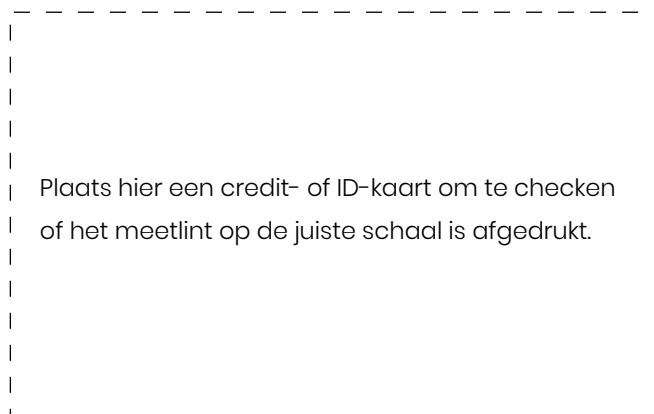 Plaats hier een credit- of ID-kaart om te checken
of het meetlint op de juiste schaal is afgedrukt.